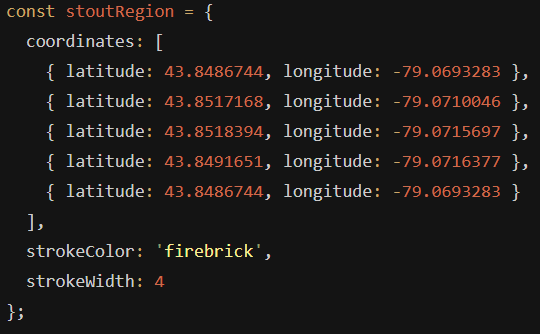 const stoutRegion = {
  coordinates: [
    { latitude: 43.8486744, longitude: -79.0693283 },
    { latitude: 43.8517168, longitude: -79.0710046 },
    { latitude: 43.8518394, longitude: -79.0715697 },
    { latitude: 43.8491651, longitude: -79.0716377 },
    { latitude: 43.8486744, longitude: -79.0693283 }
  ],
  strokeColor: 'firebrick',
  strokeWidth: 4
};